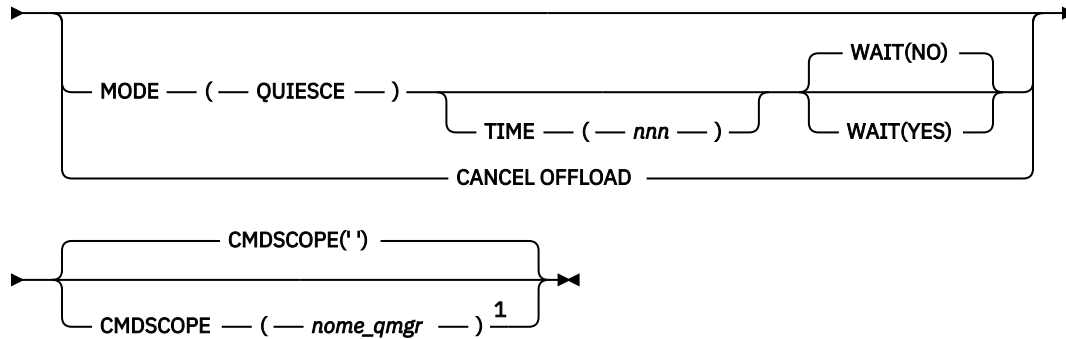 WAIT(NO)
MODE ( QUIESCE )
TIME ( nnn ) WAIT(YES)
CANCEL OFFLOAD
CMDSCOPE(' ')
CMDSCOPE ( nome_qmgr ) 1